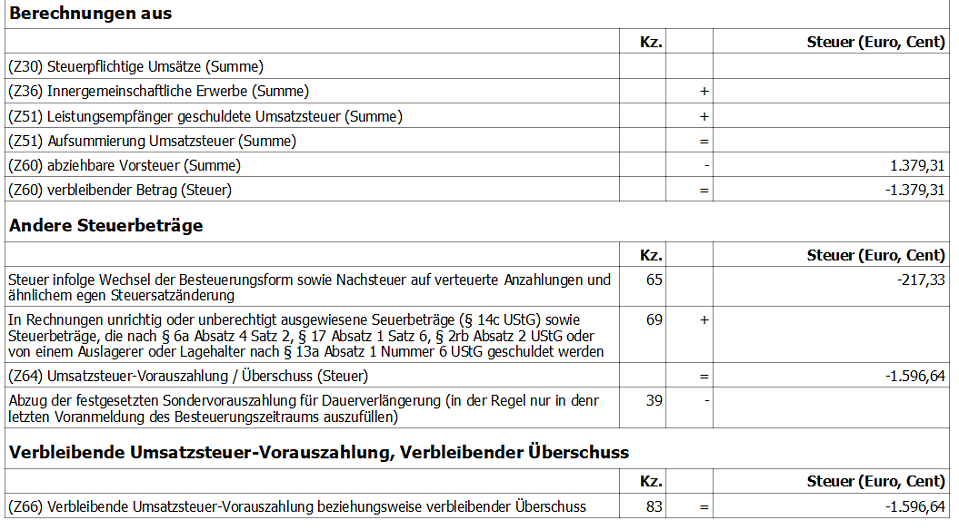 Berechnungen aus
Kz. Steuer (Euro, Cent)
(Z30) Steuerpflichtige Umsätze (Summe)
(Z36) Innergemeinschaftliche Erwerbe (Summe) +
(Z51) Leistungsempfänger geschuldete Umsatzsteuer (Summe) +
(Z51) Aufsummierung Umsatzsteuer (Summe) =
(Z60) abziehbare Vorsteuer (Summe) - 1.379,31
(Z60) verbleibender Betrag (Steuer) = -1.379,31
Andere Steuerbeträge
Kz. Steuer (Euro, Cent)
Steuer infolge Wechsel der Besteuerungsform sowie Nachsteuer auf verteuerte Anzahlungen und 65 -217,33
ähnlichem egen Steuersatzänderung
In Rechnungen unrichtig oder unberechtigt ausgewiesene Seuerbeträge (§ 14c UStG) sowie 69 +
Steuerbeträge, die nach § 6a Absatz 4 Satz 2, § 17 Absatz 1 Satz 6, § 2rb Absatz 2 UStG oder
von einem Auslagerer oder Lagehalter nach § 13a Absatz 1 Nummer 6 UStG geschuldet werden
(Z64) Umsatzsteuer-Vorauszahlung / Überschuss (Steuer) = -1.596,64
Abzug der festgesetzten Sondervorauszahlung für Dauerverlängerung (in der Regel nur in denr 39 -
letzten Voranmeldung des Besteuerungszeitraums auszufüllen)
Verbleibende Umsatzsteuer-Vorauszahlung, Verbleibender Überschuss
Kz. Steuer (Euro, Cent)
(Z66) Verbleibende Umsatzsteuer-Vorauszahlung beziehungsweise verbleibender Überschuss 83 = -1.596,64